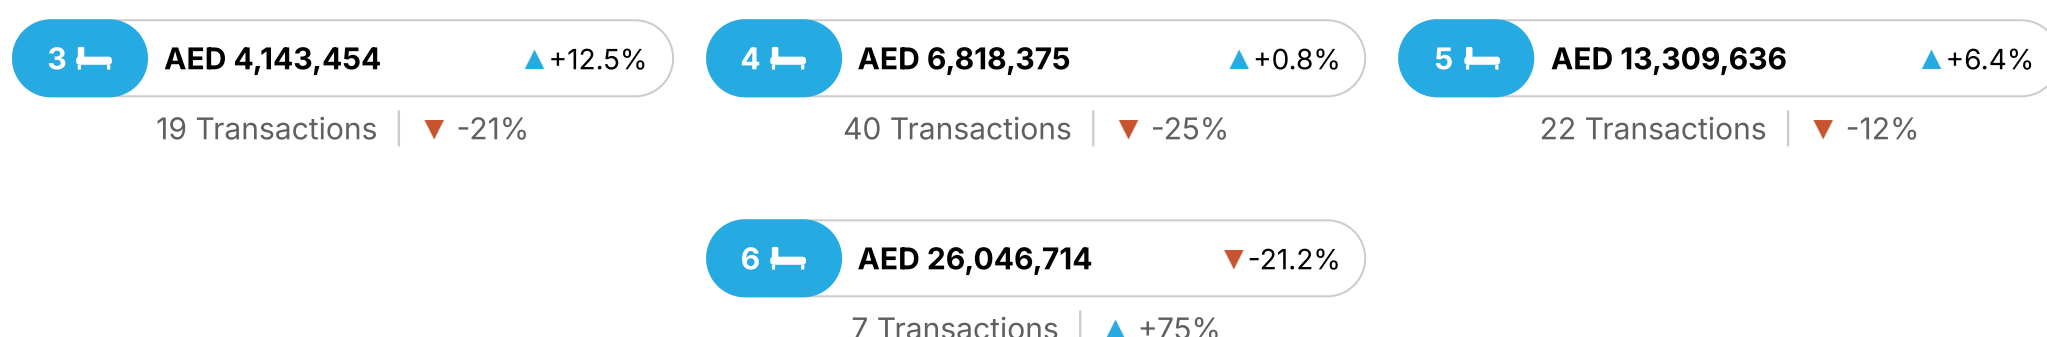 3 AED 4,143,454 ▲+12.5%
19 Transactions | ▼ -21%
4 AED 6,818,375 ▲+0.8%
40 Transactions | ▼ -25%
5 AED 13,309,636 ▲+6.4%
22 Transactions | ▼ -12%
6 AED 26,046,714 ▼-21.2%
7 Transactions | ▲ +75%